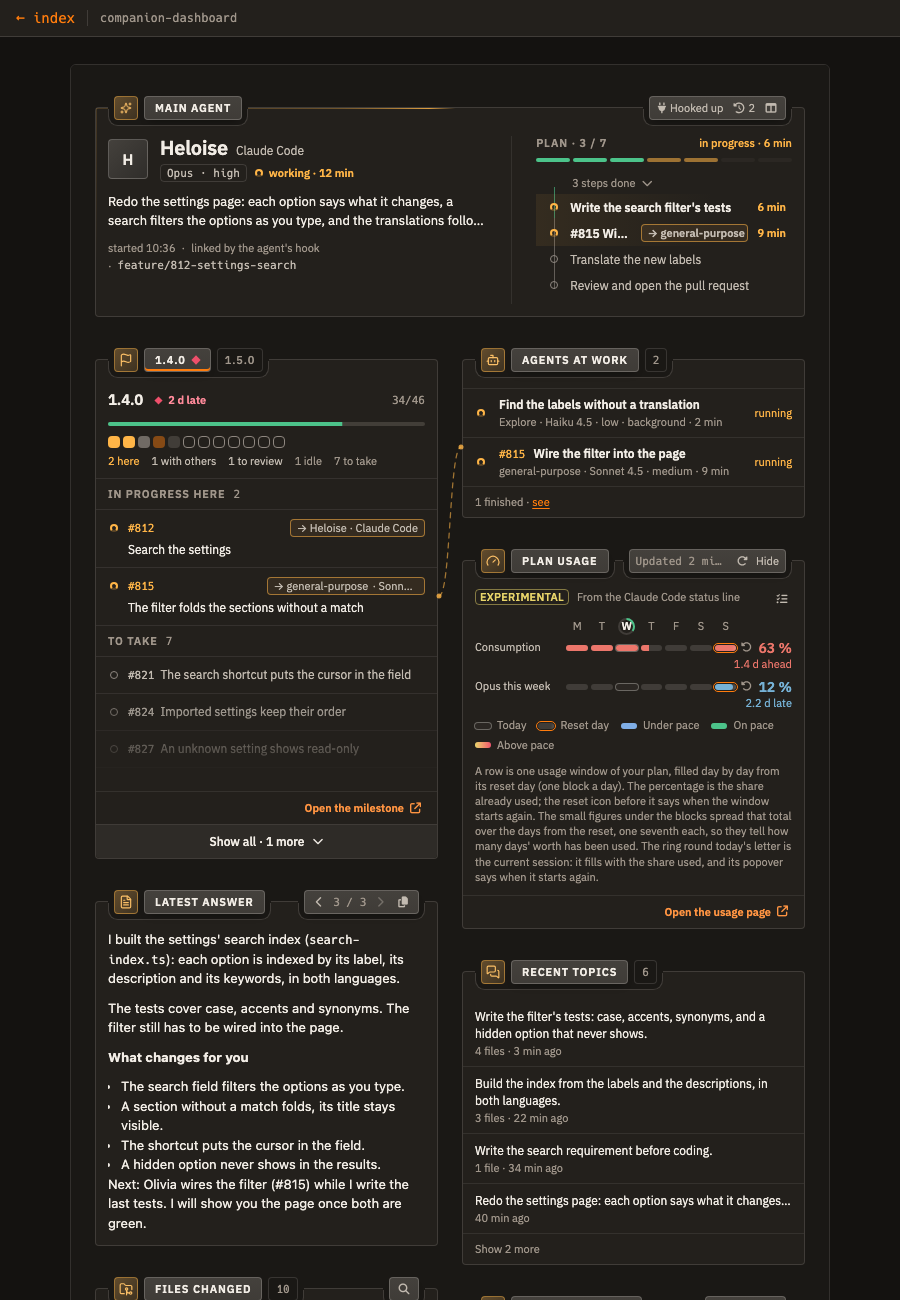 ← index
companion-dashboard
MAIN AGENT
Hooked up 2
H
Heloise Claude Code
Opus · high working · 12 min
Redo the settings page: each option says what it changes, a
search filters the options as you type, and the translations follo…
started 10:36 · linked by the agent's hook
· feature/812-settings-search
PLAN · 3 / 7 in progress · 6 min
3 steps done
Write the search filter's tests 6 min
#815 Wi… → general-purpose 9 min
Translate the new labels
Review and open the pull request
1.4.0 1.5.0
1.4.0 2 d late 34/46
2 here 1 with others 1 to review 1 idle 7 to take
IN PROGRESS HERE 2
#812 → Heloise · Claude Code
Search the settings
#815 → general-purpose · Sonn…
The filter folds the sections without a match
TO TAKE 7
#821 The search shortcut puts the cursor in the field
#824 Imported settings keep their order
#827 An unknown setting shows read-only
Open the milestone
Show all · 1 more
AGENTS AT WORK 2
Find the labels without a translation
Explore · Haiku 4.5 · low · background · 2 min
running
#815 Wire the filter into the page
general-purpose · Sonnet 4.5 · medium · 9 min
running
1 finished · see
PLAN USAGE
Updated 2 mi… Hide
EXPERIMENTAL From the Claude Code status line
M T W T F S S
Consumption 63 %
1.4 d ahead
Opus this week 12 %
2.2 d late
Today Reset day Under pace On pace
Above pace
A row is one usage window of your plan, filled day by day from
its reset day (one block a day). The percentage is the share
already used; the reset icon before it says when the window
starts again. The small figures under the blocks spread that total
over the days from the reset, one seventh each, so they tell how
many days' worth has been used. The ring round today's letter is
the current session: it fills with the share used, and its popover
says when it starts again.
Open the usage page
LATEST ANSWER
3 / 3
I built the settings' search index (search-
index.ts): each option is indexed by its label, its
description and its keywords, in both languages.
The tests cover case, accents and synonyms. The
filter still has to be wired into the page.
What changes for you
· The search field filters the options as you type.
· A section without a match folds, its title stays
visible.
· The shortcut puts the cursor in the field.
· A hidden option never shows in the results.
Next: Olivia wires the filter (#815) while I write the
last tests. I will show you the page once both are
green.
RECENT TOPICS 6
Write the filter's tests: case, accents, synonyms, and a
hidden option that never shows.
4 files · 3 min ago
Build the index from the labels and the descriptions, in
both languages.
3 files · 22 min ago
Write the search requirement before coding.
1 file · 34 min ago
Redo the settings page: each option says what it changes…
40 min ago
Show 2 more
FILES CHANGED 10